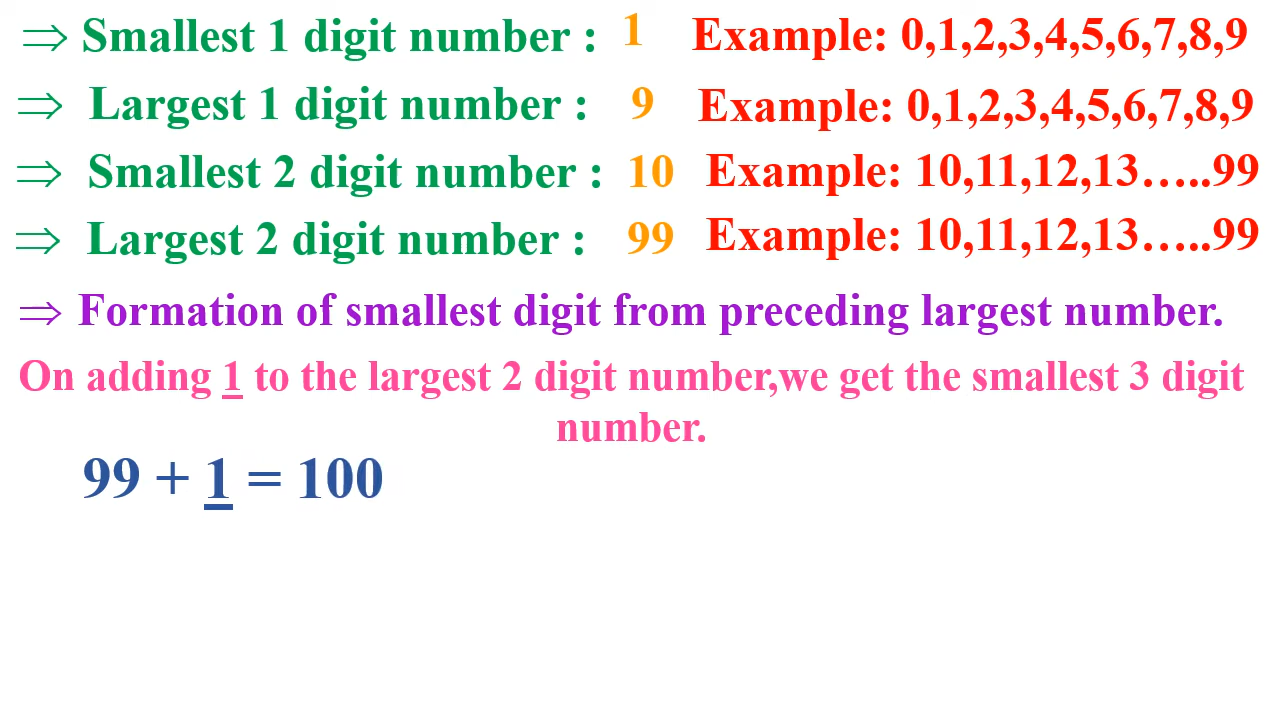 ⇒ Smallest 1 digit number : 1 Example: 0,1,2,3,4,5,6,7,8,9
⇒ Largest 1 digit number : 9 Example: 0,1,2,3,4,5,6,7,8,9
⇒ Smallest 2 digit number : 10 Example: 10,11,12,13…..99
⇒ Largest 2 digit number : 99 Example: 10,11,12,13…..99
⇒ Formation of smallest digit from preceding largest number.
On adding 1 to the largest 2 digit number,we get the smallest 3 digit
number.
99 + 1 = 100